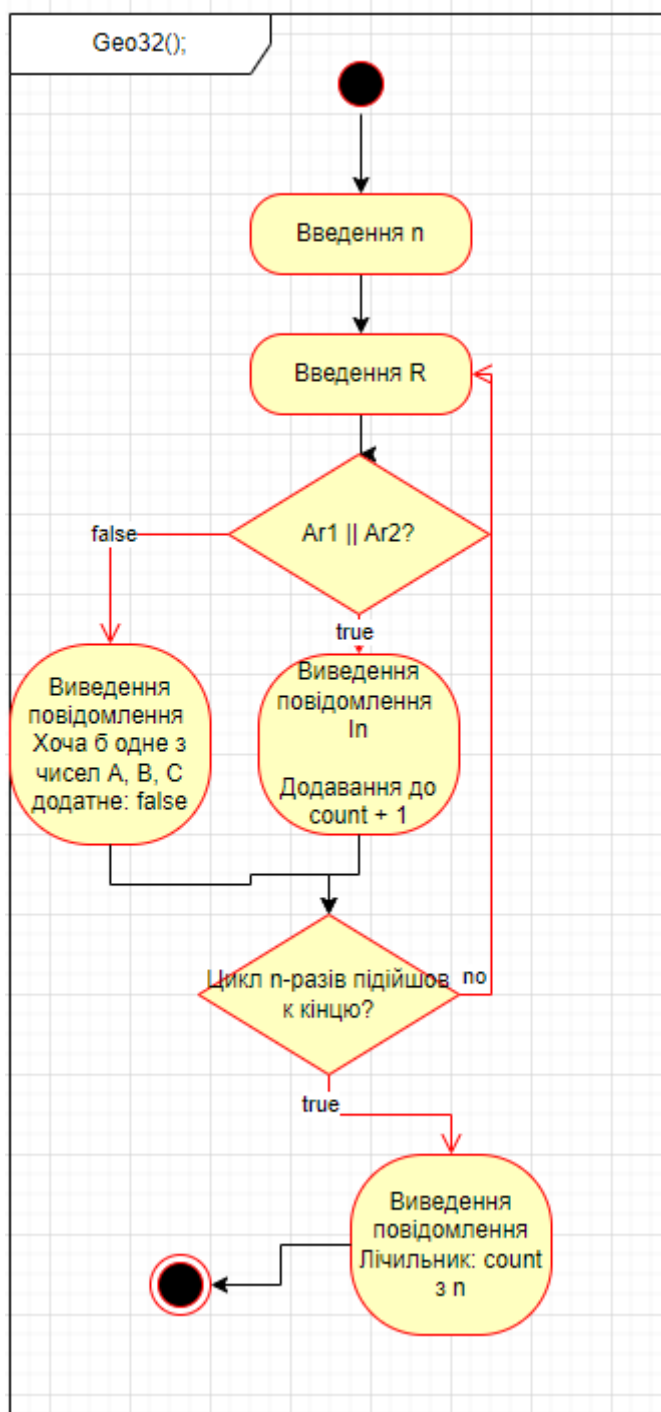 Geo32();
Введення n
Введення R
Ar1 || Ar2?
false
true
Виведення
повідомлення
Хоча б одне з
чисел A, B, C
додатне: false
Виведення
повідомлення
In
Додавання до
count + 1
Цикл n-разів підійшов
к кінцю?
no
true
Виведення
повідомлення
Лічильник: count
з n